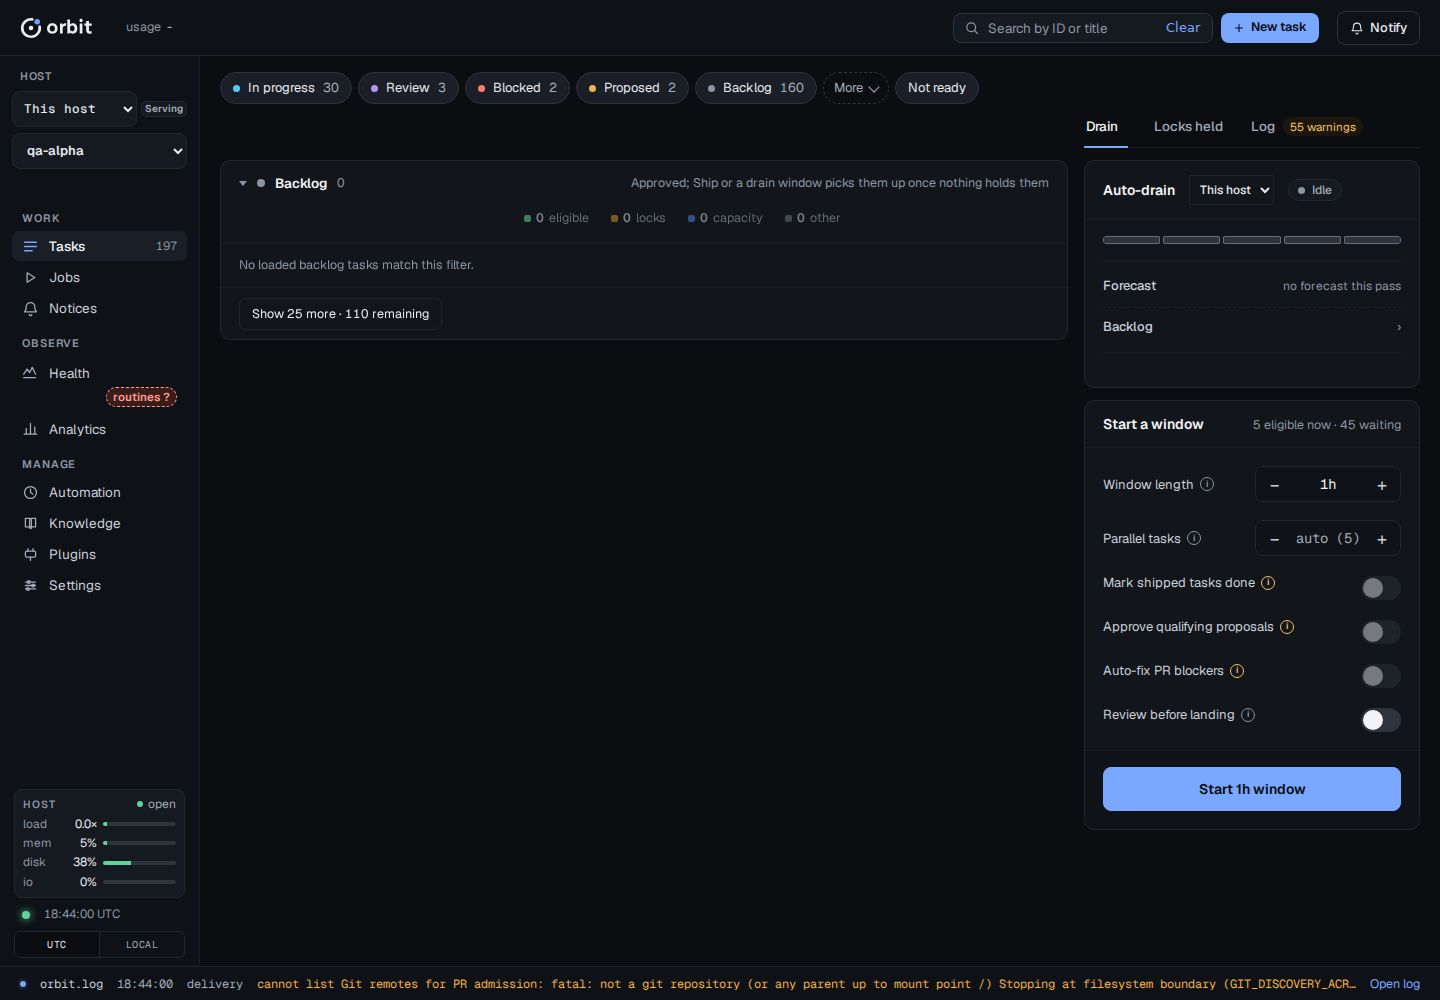 orbit
usage –
Search by ID or title
Clear
+ New task
Notify
HOST
This host
Serving
qa-alpha
WORK
Tasks 197
Jobs
Notices
OBSERVE
Health
routines ?
Analytics
MANAGE
Automation
Knowledge
Plugins
Settings
HOST open
load 0.0×
mem 5%
disk 38%
io 0%
18:44:00 UTC
UTC LOCAL
In progress 30
Review 3
Blocked 2
Proposed 2
Backlog 160
More
Not ready
Backlog 0
Approved; Ship or a drain window picks them up once nothing holds them
0 eligible 0 locks 0 capacity 0 other
No loaded backlog tasks match this filter.
Show 25 more · 110 remaining
Drain
Locks held
Log 55 warnings
Auto-drain This host Idle
Forecast no forecast this pass
Backlog ›
Start a window 5 eligible now · 45 waiting
Window length i − 1h +
Parallel tasks i − auto (5) +
Mark shipped tasks done i
Approve qualifying proposals i
Auto-fix PR blockers i
Review before landing i
Start 1h window
orbit.log 18:44:00 delivery cannot list Git remotes for PR admission: fatal: not a git repository (or any parent up to mount point /) Stopping at filesystem boundary (GIT_DISCOVERY_ACR… Open log